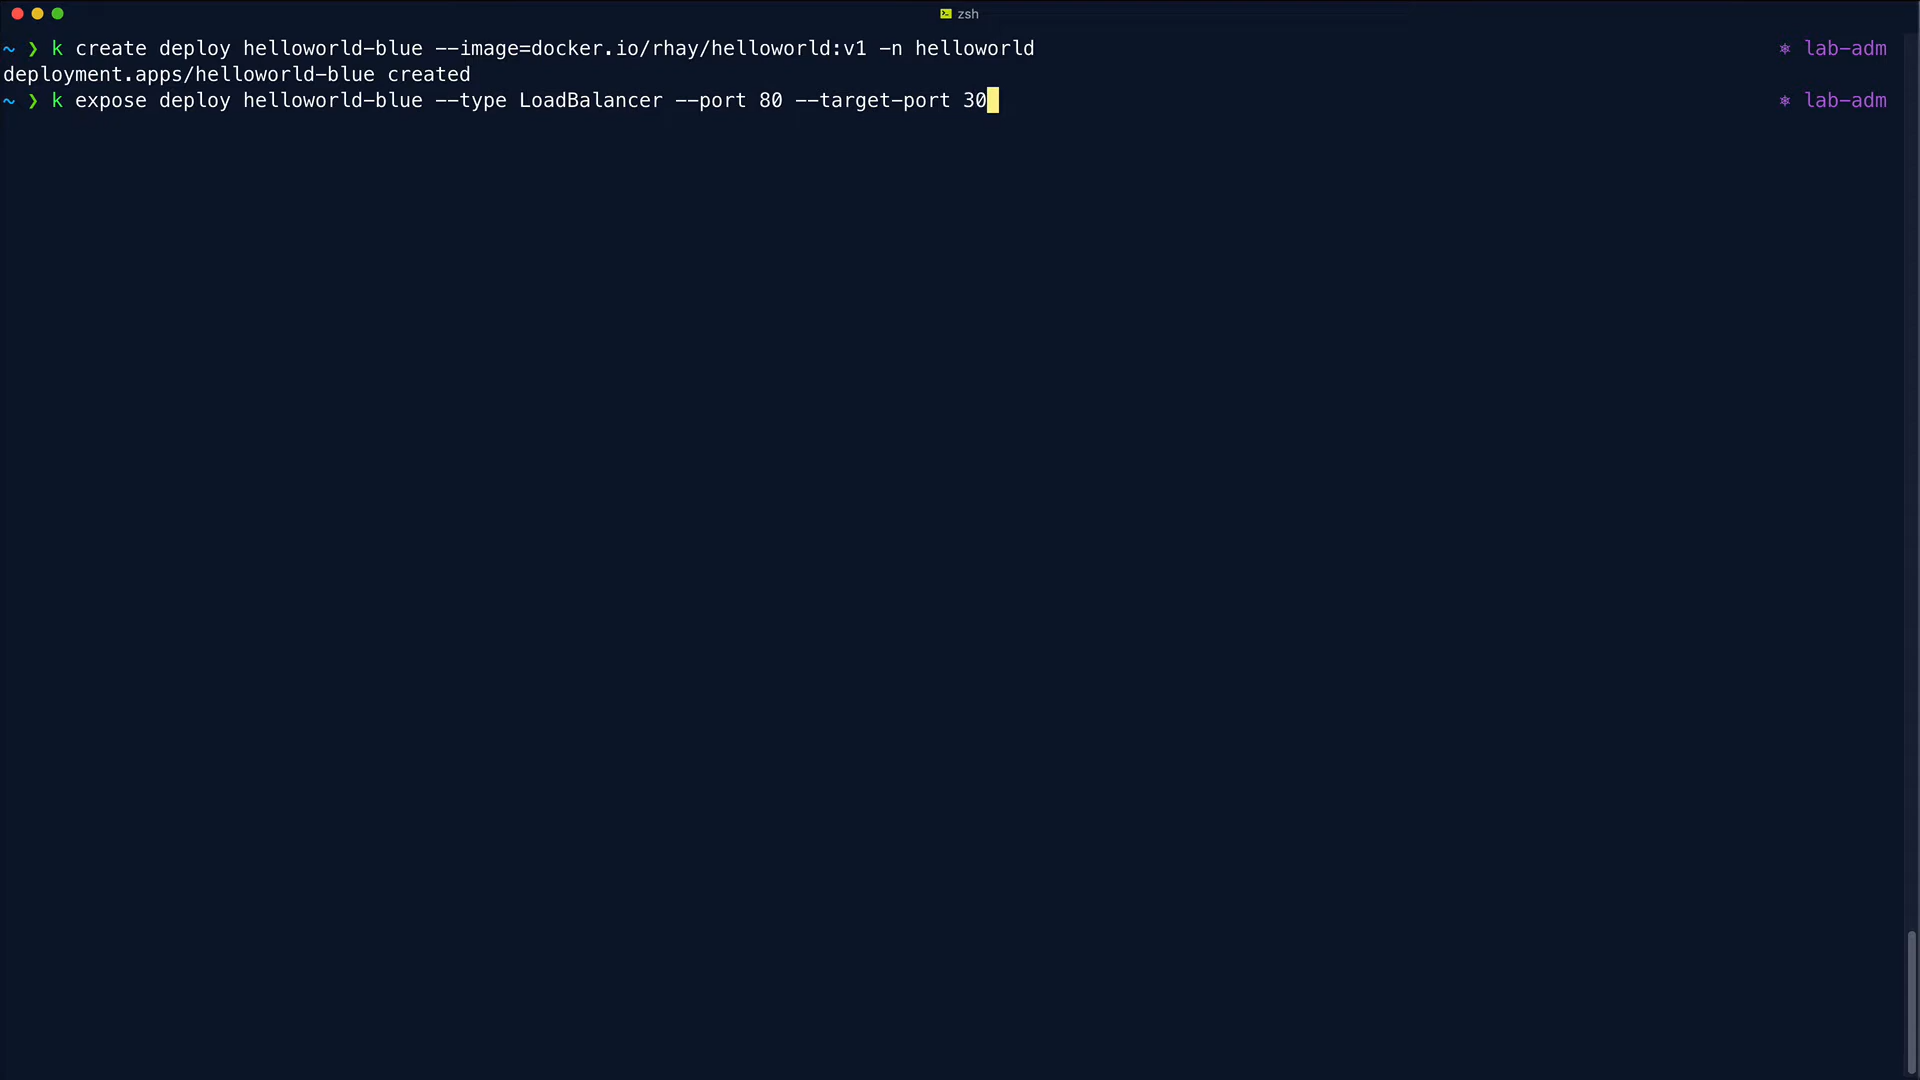 zsh
~ ❯ k create deploy helloworld-blue --image=docker.io/rhay/helloworld:v1 -n helloworld ⎈ lab-adm
deployment.apps/helloworld-blue created
~ ❯ k expose deploy helloworld-blue --type LoadBalancer --port 80 --target-port 30 ⎈ lab-adm